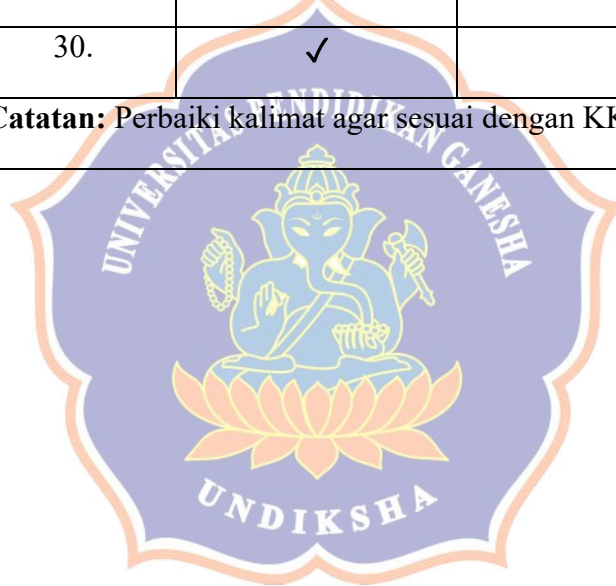 30. ✓
Catatan: Perbaiki kalimat agar sesuai dengan KK
UNIVERSITAS PENDIDIKAN GANESHA
UNDIKSHA